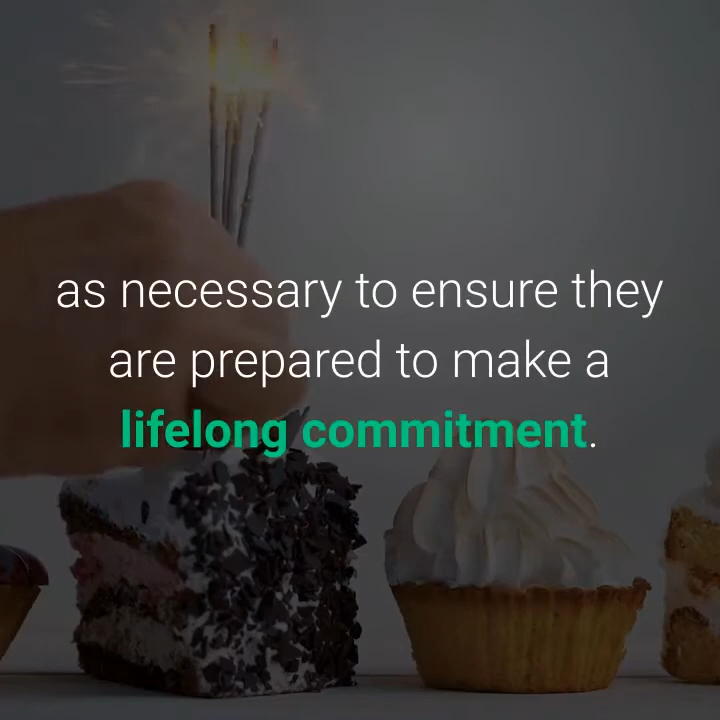 as necessary to ensure they
are prepared to make a
lifelong commitment.